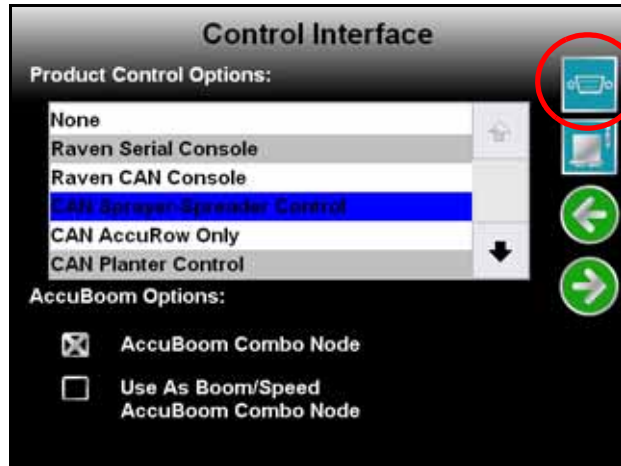 Control Interface
Product Control Options:
None
Raven Serial Console
Raven CAN Console
CAN Sprayer-Spreader Control
CAN AccuRow Only
CAN Planter Control
AccuBoom Options:
AccuBoom Combo Node
Use As Boom/Speed
AccuBoom Combo Node